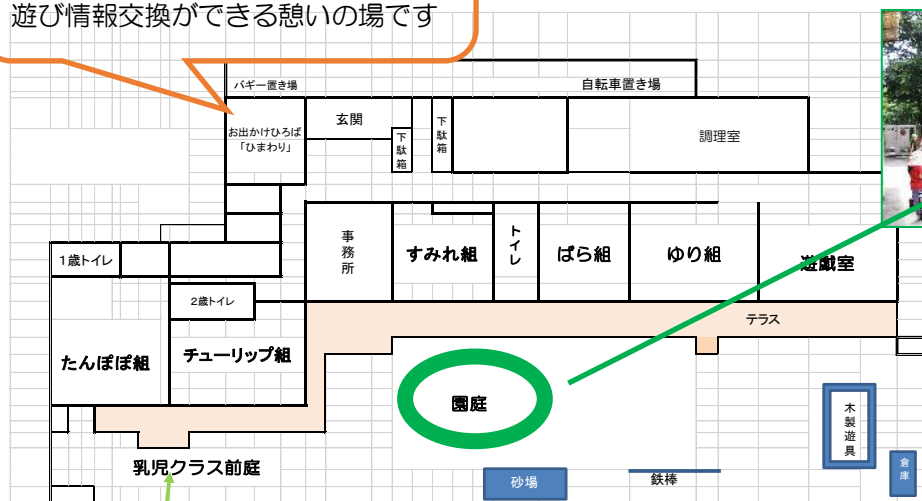 遊び情報交換ができる憩いの場です
バギー置き場
自転車置き場
お出かけひろば
「ひまわり」
玄関
下駄箱
下駄箱
調理室
事務所
すみれ組
トイレ
ばら組
ゆり組
遊戯室
1歳トイレ
2歳トイレ
テラス
たんぽぽ組
チューリップ組
園庭
木製遊具
乳児クラス前庭
砂場
鉄棒
倉庫